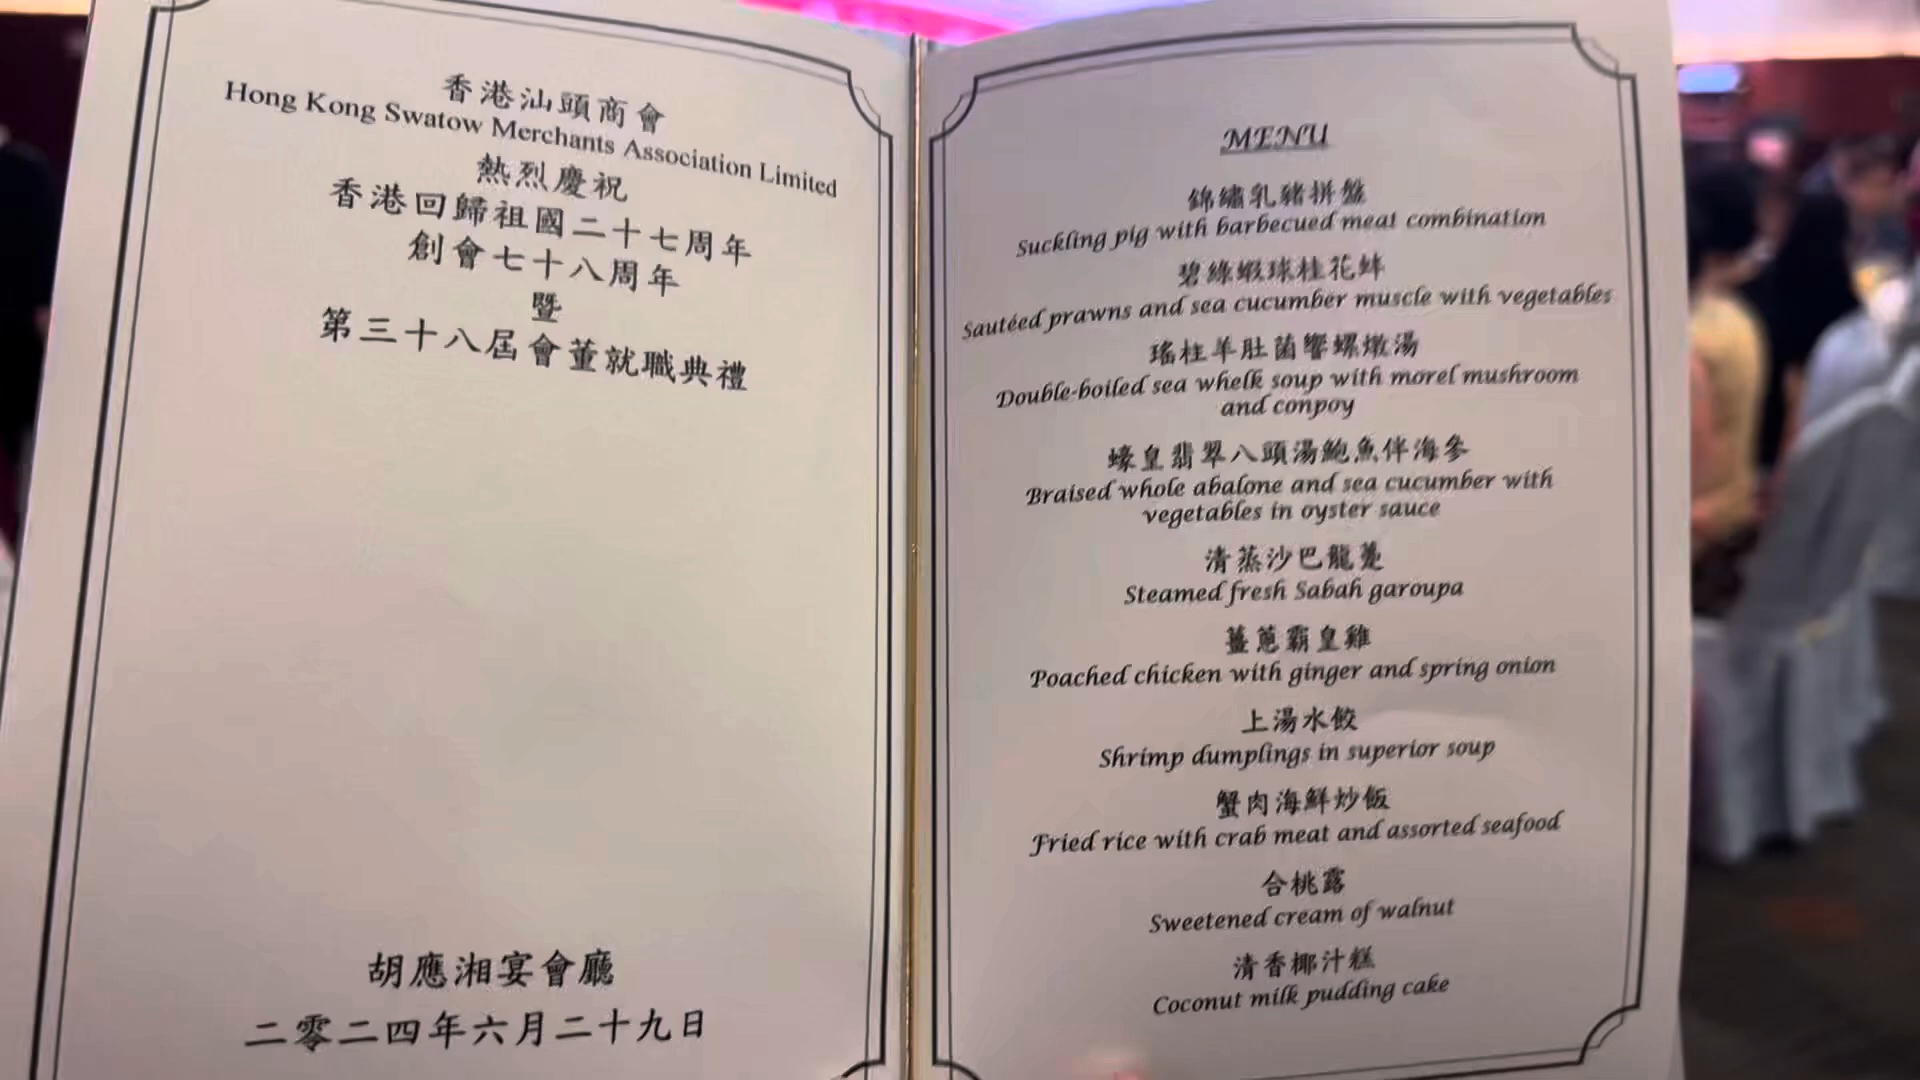 香港汕頭商會
Hong Kong Swatow Merchants Association Limited
熱烈慶祝
香港回歸祖國二十七周年
創會七十八周年
暨
第三十八屆會董就職典禮
胡應湘宴會廳
二零二四年六月二十九日
MENU
錦繡乳豬拼盤
Suckling pig with barbecued meat combination
碧綠蝦球桂花蚌
Sautéed prawns and sea cucumber muscle with vegetables
瑤柱羊肚菌響螺燉湯
Double-boiled sea whelk soup with morel mushroom
and conpoy
蠔皇翡翠八頭湯鮑魚伴海參
Braised whole abalone and sea cucumber with
vegetables in oyster sauce
清蒸沙巴龍躉
Steamed fresh Sabah garoupa
薑蔥霸皇雞
Poached chicken with ginger and spring onion
上湯水餃
Shrimp dumplings in superior soup
蟹肉海鮮炒飯
Fried rice with crab meat and assorted seafood
合桃露
Sweetened cream of walnut
清香椰汁糕
Coconut milk pudding cake